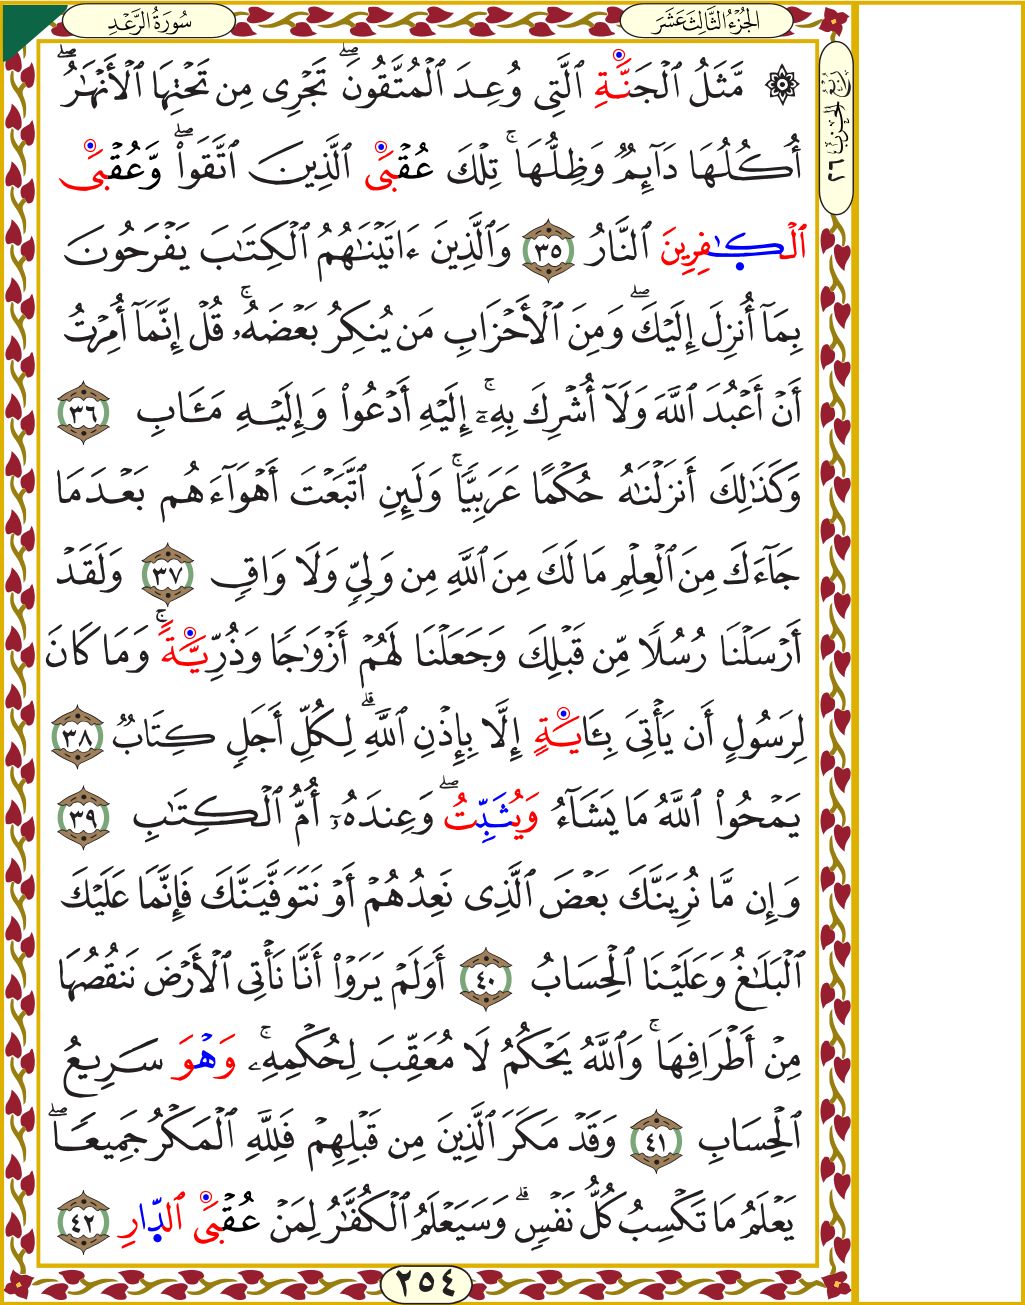 سُورَةُ الرَّعْدِ
الجُزْءُ الثَّالِثَ عَشَرَ
۞ مَّثَلُ ٱلْجَنَّةِ ٱلَّتِى وُعِدَ ٱلْمُتَّقُونَ ۖ تَجْرِى مِن تَحْتِهَا ٱلْأَنْهَٰرُ ۖ
أُكُلُهَا دَآئِمٌ وَظِلُّهَا ۚ تِلْكَ عُقْبَى ٱلَّذِينَ ٱتَّقَوا۟ ۖ وَّعُقْبَى
ٱلْكَٰفِرِينَ ٱلنَّارُ ٣٥ وَٱلَّذِينَ ءَاتَيْنَٰهُمُ ٱلْكِتَٰبَ يَفْرَحُونَ
بِمَآ أُنزِلَ إِلَيْكَ ۖ وَمِنَ ٱلْأَحْزَابِ مَن يُنكِرُ بَعْضَهُۥ ۚ قُلْ إِنَّمَآ أُمِرْتُ
أَنْ أَعْبُدَ ٱللَّهَ وَلَآ أُشْرِكَ بِهِۦٓ ۚ إِلَيْهِ أَدْعُوا۟ وَإِلَيْهِ مَـَٔابِ ٣٦
وَكَذَٰلِكَ أَنزَلْنَٰهُ حُكْمًا عَرَبِيًّا ۚ وَلَئِنِ ٱتَّبَعْتَ أَهْوَآءَهُم بَعْدَمَا
جَآءَكَ مِنَ ٱلْعِلْمِ مَا لَكَ مِنَ ٱللَّهِ مِن وَلِىٍّ وَلَا وَاقٍ ٣٧ وَلَقَدْ
أَرْسَلْنَا رُسُلًا مِّن قَبْلِكَ وَجَعَلْنَا لَهُمْ أَزْوَٰجًا وَذُرِّيَّةً ۚ وَمَا كَانَ
لِرَسُولٍ أَن يَأْتِىَ بِـَٔايَةٍ إِلَّا بِإِذْنِ ٱللَّهِ ۗ لِكُلِّ أَجَلٍ كِتَابٌ ٣٨
يَمْحُوا۟ ٱللَّهُ مَا يَشَآءُ وَيُثَبِّتُ ۖ وَعِندَهُۥٓ أُمُّ ٱلْكِتَٰبِ ٣٩
وَإِن مَّا نُرِيَنَّكَ بَعْضَ ٱلَّذِى نَعِدُهُمْ أَوْ نَتَوَفَّيَنَّكَ فَإِنَّمَا عَلَيْكَ
ٱلْبَلَٰغُ وَعَلَيْنَا ٱلْحِسَابُ ٤٠ أَوَلَمْ يَرَوْا۟ أَنَّا نَأْتِى ٱلْأَرْضَ نَنقُصُهَا
مِنْ أَطْرَافِهَا ۚ وَٱللَّهُ يَحْكُمُ لَا مُعَقِّبَ لِحُكْمِهِۦ ۚ وَهْوَ سَرِيعُ
ٱلْحِسَابِ ٤١ وَقَدْ مَكَرَ ٱلَّذِينَ مِن قَبْلِهِمْ فَلِلَّهِ ٱلْمَكْرُ جَمِيعًا ۖ
يَعْلَمُ مَا تَكْسِبُ كُلُّ نَفْسٍ ۗ وَسَيَعْلَمُ ٱلْكُفَّٰرُ لِمَنْ عُقْبَى ٱلدَّارِ ٤٢
٢٥٤
رُبْعُ الْحِزْبِ ٢٦